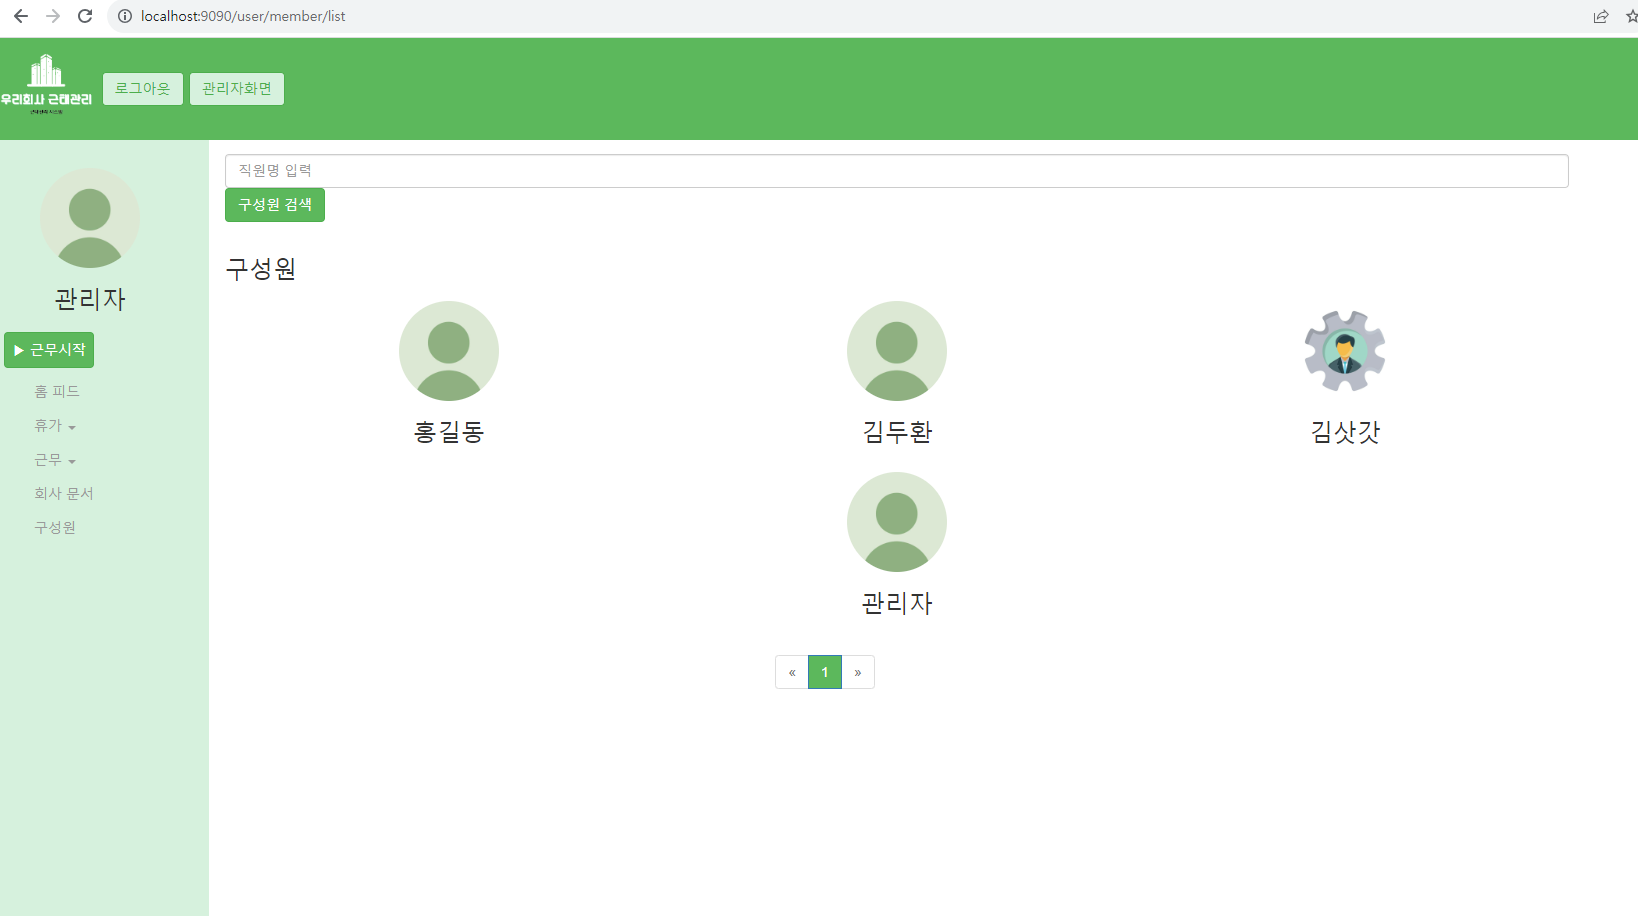 localhost:9090/user/member/list
우리회사 근태관리
로그아웃
관리자화면
관리자
▶ 근무시작
홈 피드
휴가
근무
회사 문서
구성원
직원명 입력
구성원 검색
구성원
홍길동
김두환
김삿갓
관리자
« 1 »